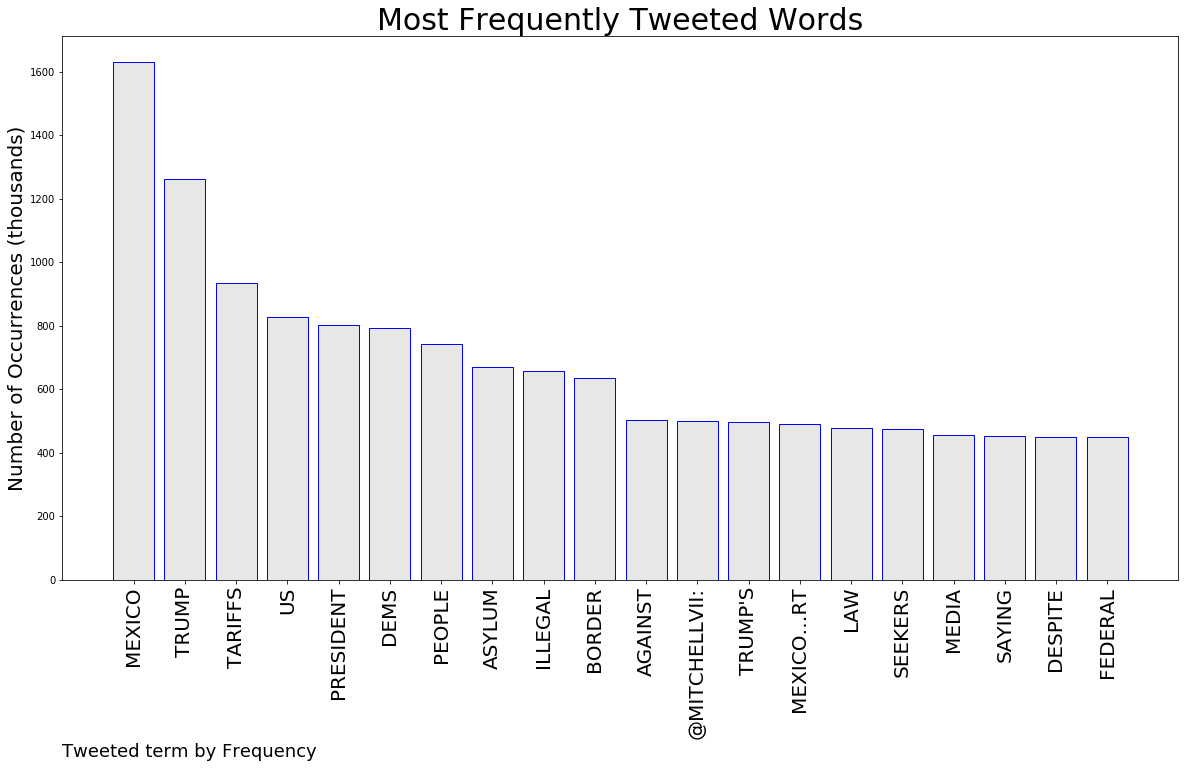 Most Frequently Tweeted Words
Number of Occurrences (thousands)
1600
1400
1200
1000
800
600
400
200
0
MEXICO
TRUMP
TARIFFS
US
PRESIDENT
DEMS
PEOPLE
ASYLUM
ILLEGAL
BORDER
AGAINST
@MITCHELLVII:
TRUMP'S
MEXICO...RT
LAW
SEEKERS
MEDIA
SAYING
DESPITE
FEDERAL
Tweeted term by Frequency